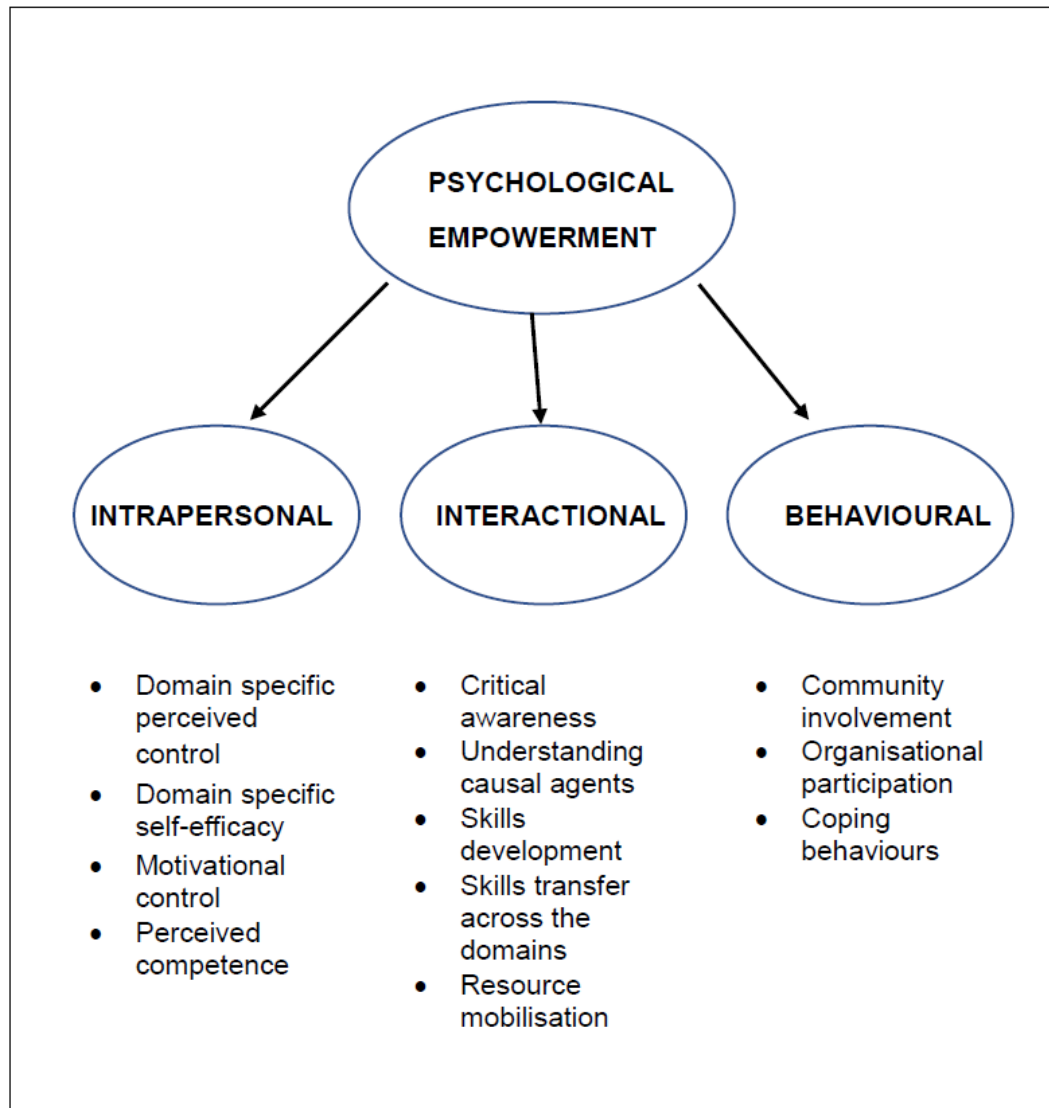 PSYCHOLOGICAL
EMPOWERMENT
INTRAPERSONAL
INTERACTIONAL
BEHAVIOURAL
• Domain specific
perceived
control
• Domain specific
self-efficacy
• Motivational
control
• Perceived
competence
• Critical
awareness
• Understanding
causal agents
• Skills
development
• Skills transfer
across the
domains
• Resource
mobilisation
• Community
involvement
• Organisational
participation
• Coping
behaviours